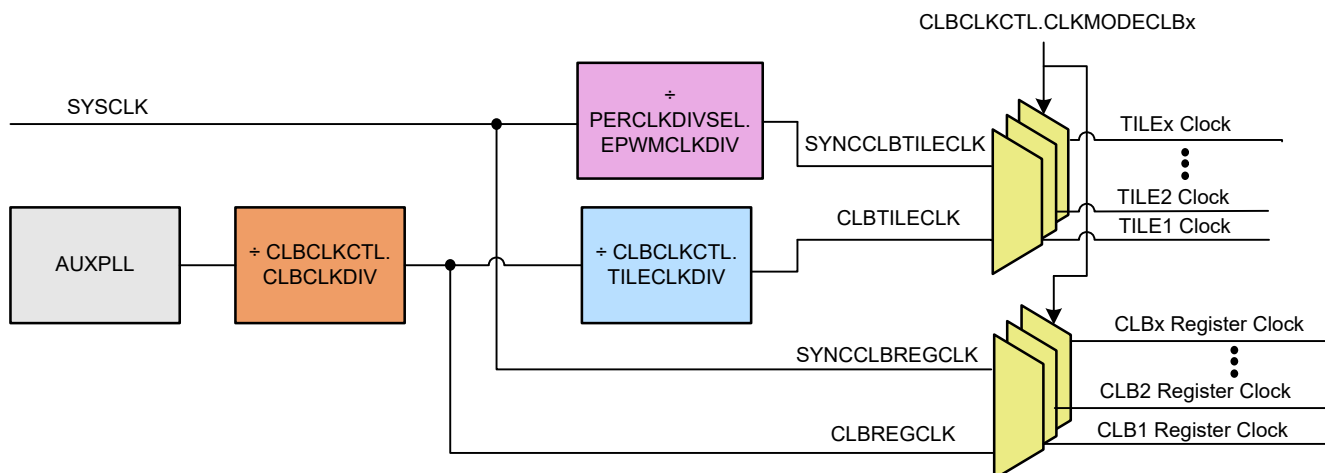 CLBCLKCTL.CLKMODECLBx
SYSCLK
÷
PERCLKDIVSEL.
EPWMCLKDIV
SYNCCLBTILECLK
TILEx Clock
TILE2 Clock
TILE1 Clock
CLBTILECLK
AUXPLL
÷ CLBCLKCTL.
CLBCLKDIV
÷ CLBCLKCTL.
TILECLKDIV
SYNCCLBREGCLK
CLBx Register Clock
CLB2 Register Clock
CLB1 Register Clock
CLBREGCLK